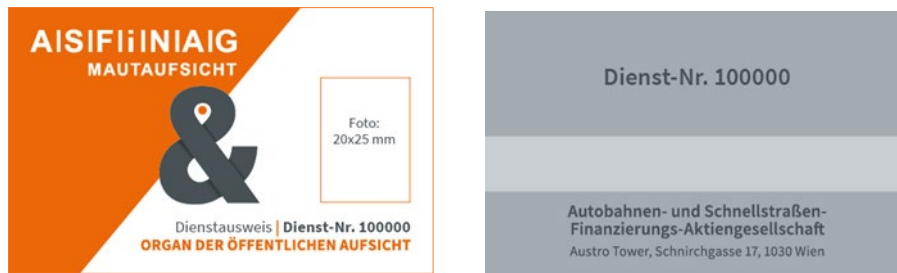 A|S|F|i|N|A|G
MAUTAUFSICHT
&
Foto:
20x25 mm
Dienstausweis | Dienst-Nr. 100000
ORGAN DER ÖFFENTLICHEN AUFSICHT
Dienst-Nr. 100000
Autobahnen- und Schnellstraßen-
Finanzierungs-Aktiengesellschaft
Austro Tower, Schnirchgasse 17, 1030 Wien